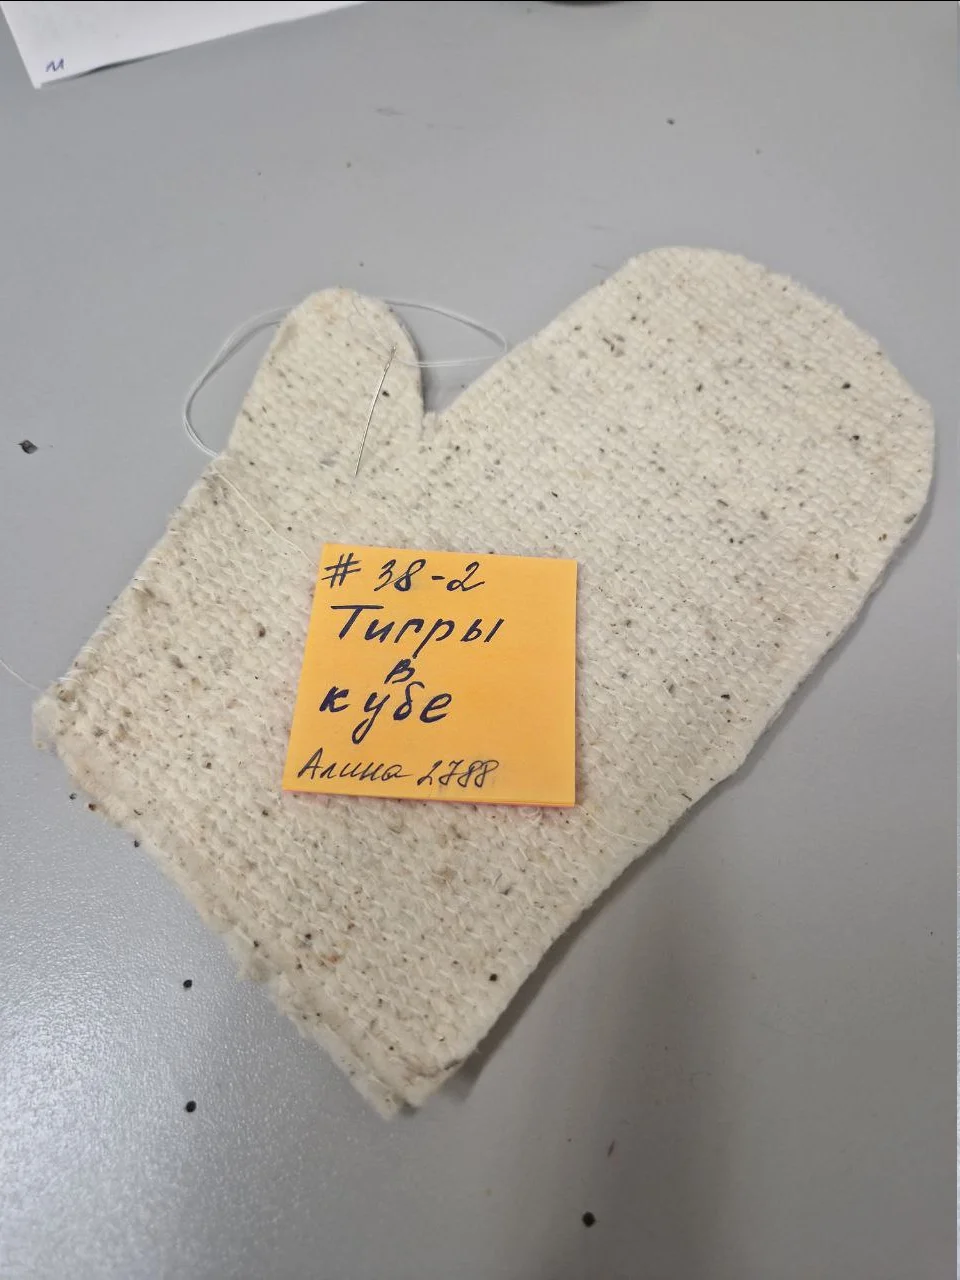 м
# 38-2
Тигры
в
кубе
Алина 2788